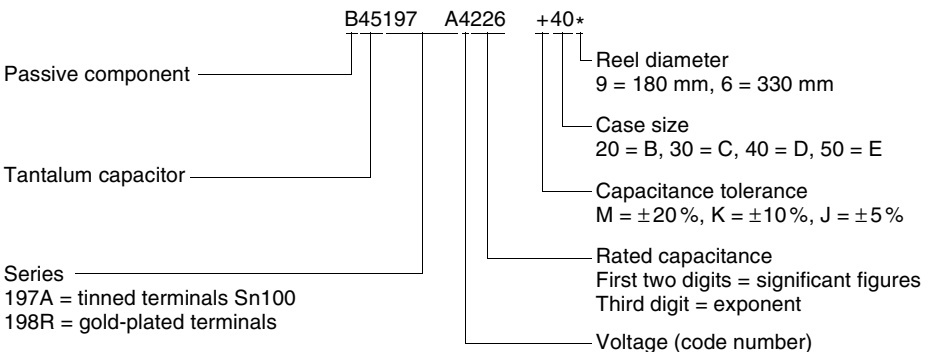 B45197 A4226 +40*
Passive component
Tantalum capacitor
Series
197A = tinned terminals Sn100
198R = gold-plated terminals
Reel diameter
9 = 180 mm, 6 = 330 mm
Case size
20 = B, 30 = C, 40 = D, 50 = E
Capacitance tolerance
M = ±20 %, K = ±10 %, J = ±5 %
Rated capacitance
First two digits = significant figures
Third digit = exponent
Voltage (code number)